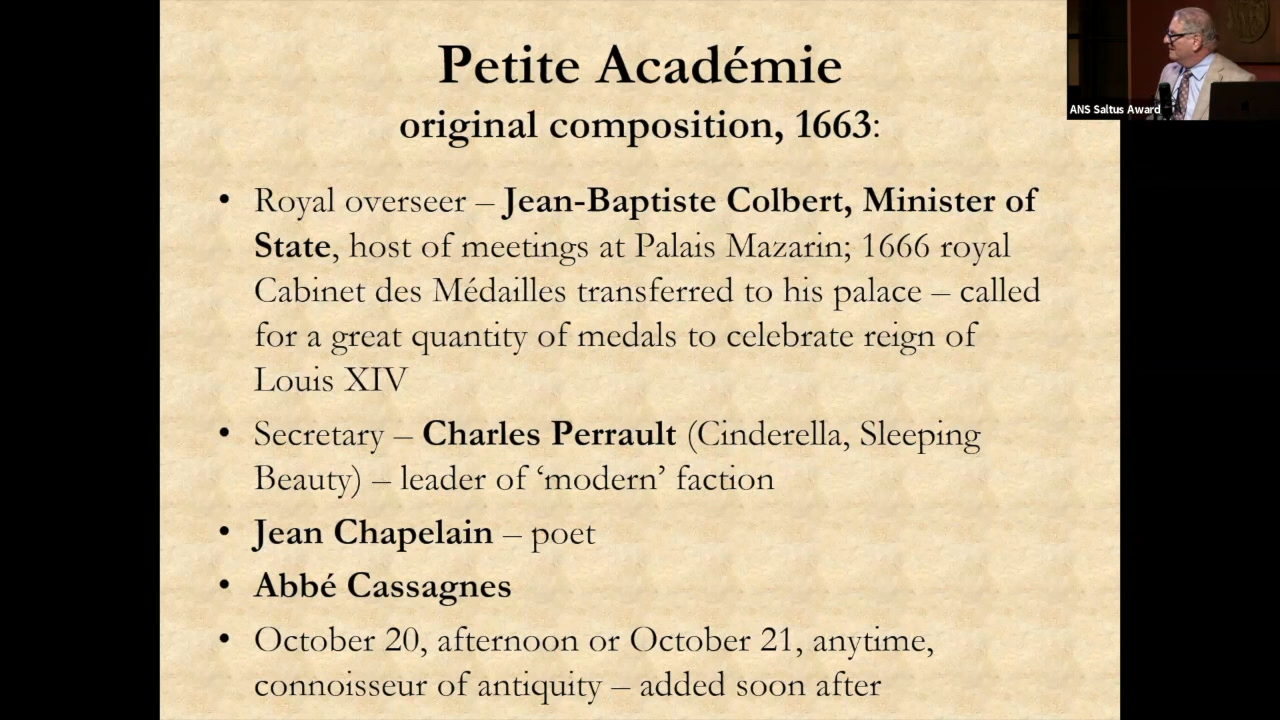 Petite Académie
original composition, 1663:
• Royal overseer – Jean-Baptiste Colbert, Minister of
State, host of meetings at Palais Mazarin; 1666 royal
Cabinet des Médailles transferred to his palace – called
for a great quantity of medals to celebrate reign of
Louis XIV
• Secretary – Charles Perrault (Cinderella, Sleeping
Beauty) – leader of ‘modern’ faction
• Jean Chapelain – poet
• Abbé Cassagnes
• October 20, afternoon or October 21, anytime,
connoisseur of antiquity – added soon after
ANS Saltus Award